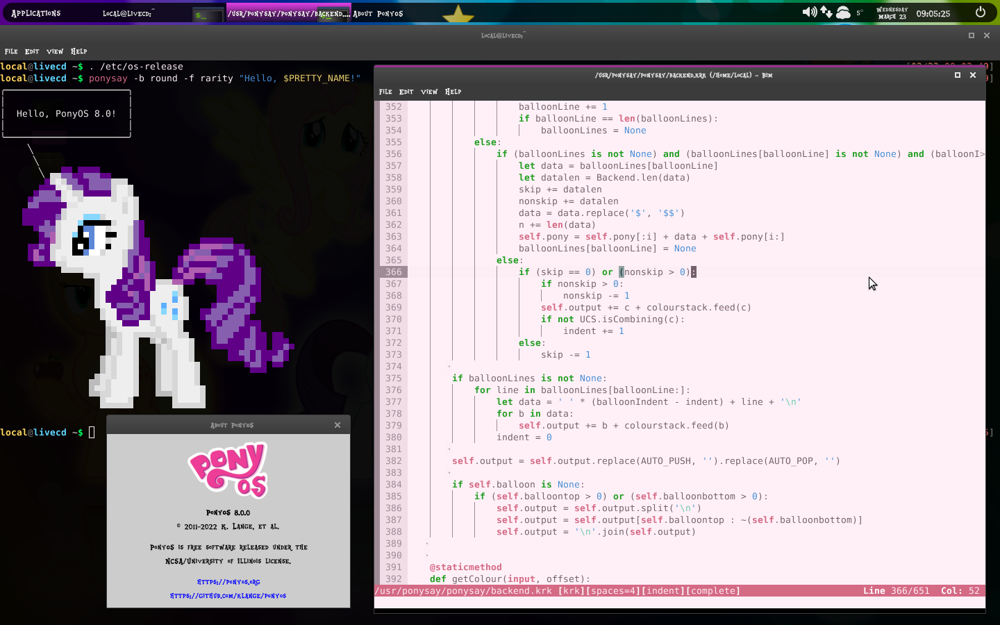 Applications
local@livecd:~
/usr/ponysay/ponysay/backend....
About PonyOS
5°
Wednesday
March 23
09:05:25
local@livecd:~
File Edit View Help
local@livecd ~$ . /etc/os-release
local@livecd ~$ ponysay -b round -f rarity "Hello, $PRETTY_NAME!"
Hello, PonyOS 8.0!
local@livecd ~$
About PonyOS
PONY OS
PonyOS 8.0.0
© 2011-2022 K. Lange, et al.
PonyOS is free software released under the
NCSA/University of Illinois license.
https://ponyos.org
https://github.com/klange/ponyos
/usr/ponysay/ponysay/backend.krk (/home/local) - Bim
File Edit View Help
352 balloonLine += 1
353 if balloonLine == len(balloonLines):
354 balloonLines = None
355 else:
356 if (balloonLines is not None) and (balloonLines[balloonLine] is not None) and (balloonI>
357 let data = balloonLines[balloonLine]
358 let datalen = Backend.len(data)
359 skip += datalen
360 nonskip += datalen
361 data = data.replace('$', '$$')
362 n += len(data)
363 self.pony = self.pony[:i] + data + self.pony[i:]
364 balloonLines[balloonLine] = None
365 else:
366 if (skip == 0) or (nonskip > 0):
367 if nonskip > 0:
368 nonskip -= 1
369 self.output += c + colourstack.feed(c)
370 if not UCS.isCombining(c):
371 indent += 1
372 else:
373 skip -= 1
374
375 if balloonLines is not None:
376 for line in balloonLines[balloonLine:]:
377 let data = ' ' * (balloonIndent - indent) + line + '\n'
378 for b in data:
379 self.output += b + colourstack.feed(b)
380 indent = 0
381
382 self.output = self.output.replace(AUTO_PUSH, '').replace(AUTO_POP, '')
383
384 if self.balloon is None:
385 if (self.balloontop > 0) or (self.balloonbottom > 0):
386 self.output = self.output.split('\n')
387 self.output = self.output[self.balloontop : ~(self.balloonbottom)]
388 self.output = '\n'.join(self.output)
389
390
391 @staticmethod
392 def getColour(input, offset):
/usr/ponysay/ponysay/backend.krk [krk][spaces=4][indent][complete] Line 366/651 Col: 52